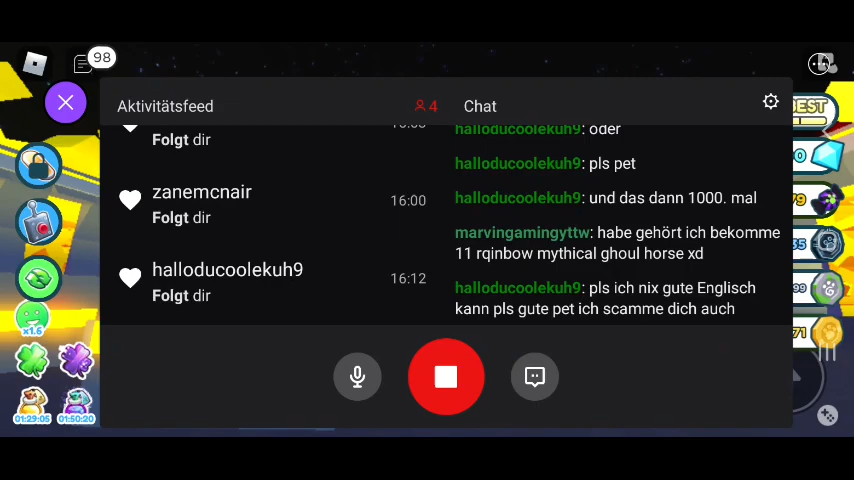 98
Aktivitätsfeed
4
Chat
Folgt dir
halloducoolekuh9: oder
halloducoolekuh9: pls pet
zanemcnair
16:00
Folgt dir
halloducoolekuh9: und das dann 1000. mal
marvingamingyttw: habe gehört ich bekomme
11 rqinbow mythical ghoul horse xd
halloducoolekuh9
16:12
Folgt dir
halloducoolekuh9: pls ich nix gute Englisch
kann pls gute pet ich scamme dich auch
x1.6
01:29:05
01:50:20